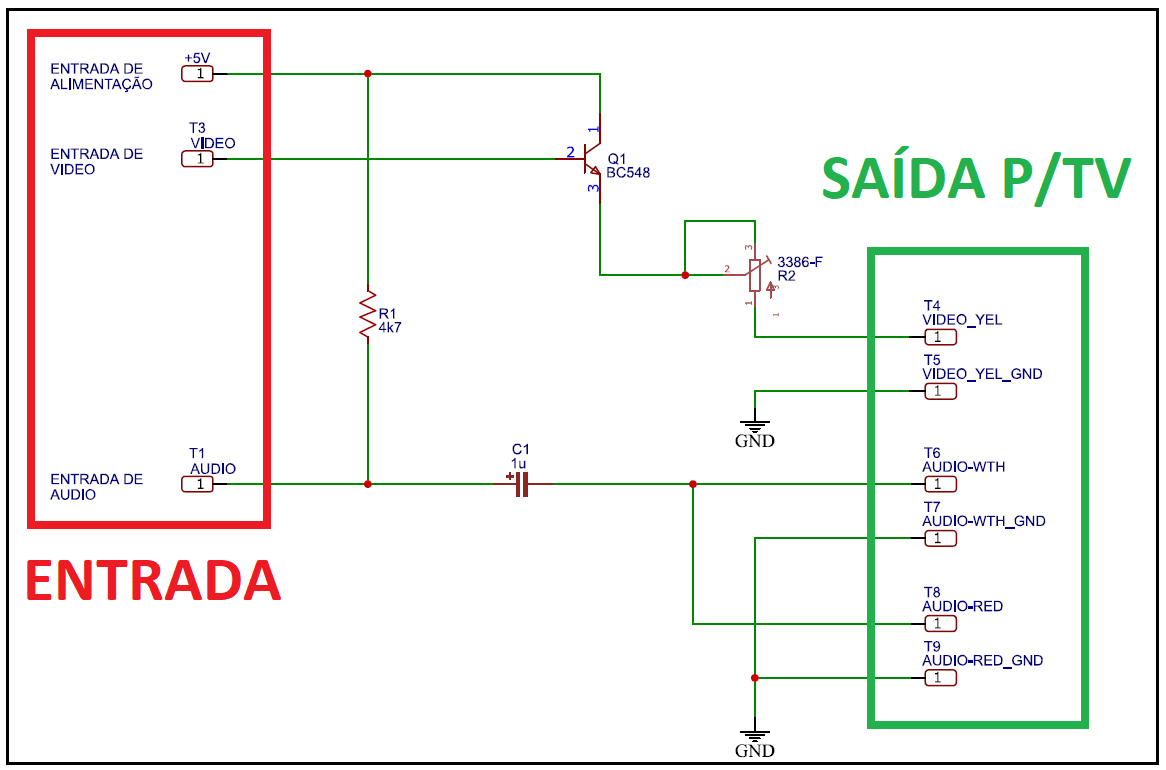 +5V
ENTRADA DE
ALIMENTAÇÃO
1
T3
VIDEO
ENTRADA DE
VIDEO
1
1
2
Q1
BC548
3
SAÍDA P/TV
3
3386-F
2
R2
3
1
1
R1
4k7
T4
VIDEO_YEL
1
T5
VIDEO_YEL_GND
1
GND
T1
AUDIO
ENTRADA DE
AUDIO
1
C1
1u
+
T6
AUDIO-WTH
1
T7
AUDIO-WTH_GND
1
ENTRADA
T8
AUDIO-RED
1
T9
AUDIO-RED_GND
1
GND